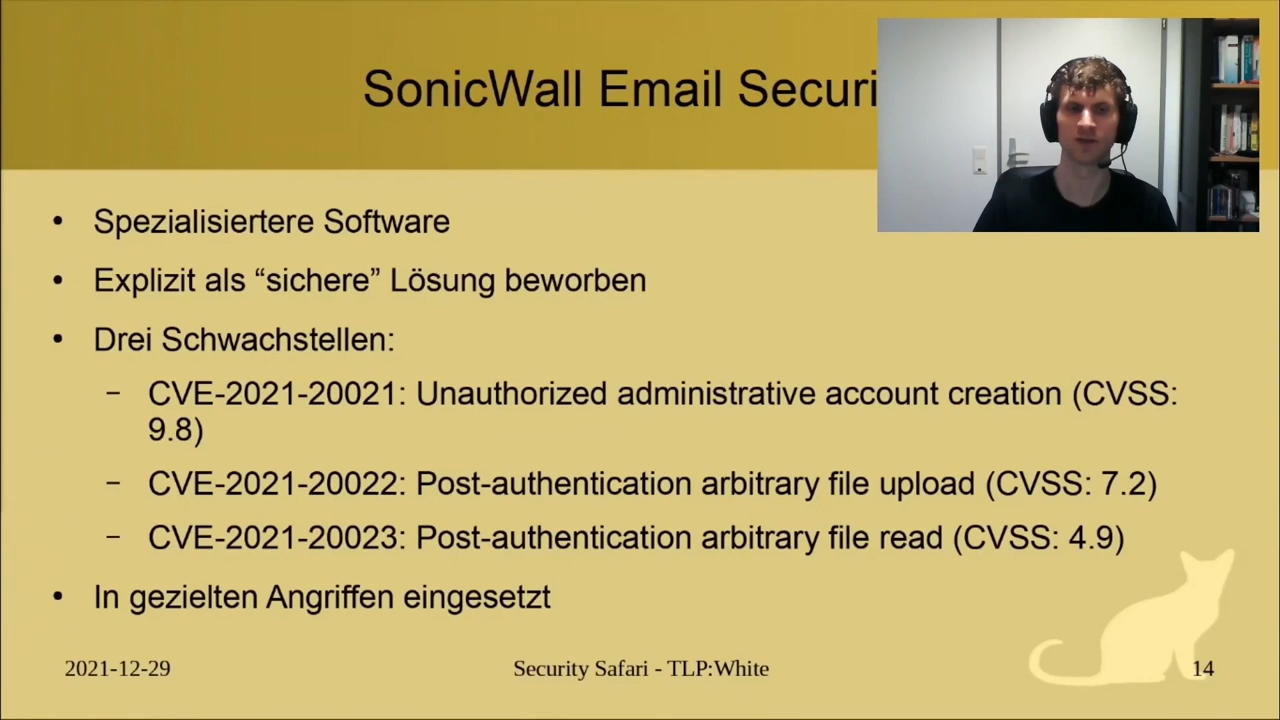 SonicWall Email Securi
• Spezialisiertere Software
• Explizit als “sichere” Lösung beworben
• Drei Schwachstellen:
– CVE-2021-20021: Unauthorized administrative account creation (CVSS:
9.8)
– CVE-2021-20022: Post-authentication arbitrary file upload (CVSS: 7.2)
– CVE-2021-20023: Post-authentication arbitrary file read (CVSS: 4.9)
• In gezielten Angriffen eingesetzt
2021-12-29
Security Safari - TLP:White
14